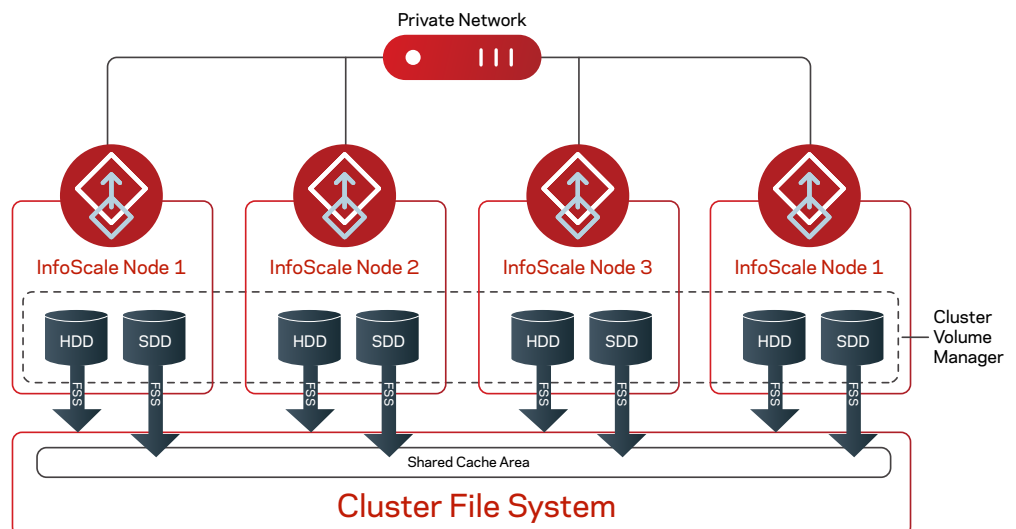 Private Network
InfoScale Node 1
InfoScale Node 2
InfoScale Node 3
InfoScale Node 1
HDD
SDD
HDD
SDD
HDD
SDD
HDD
SDD
Cluster
Volume
Manager
FSS
FSS
FSS
FSS
FSS
FSS
FSS
FSS
Shared Cache Area
Cluster File System